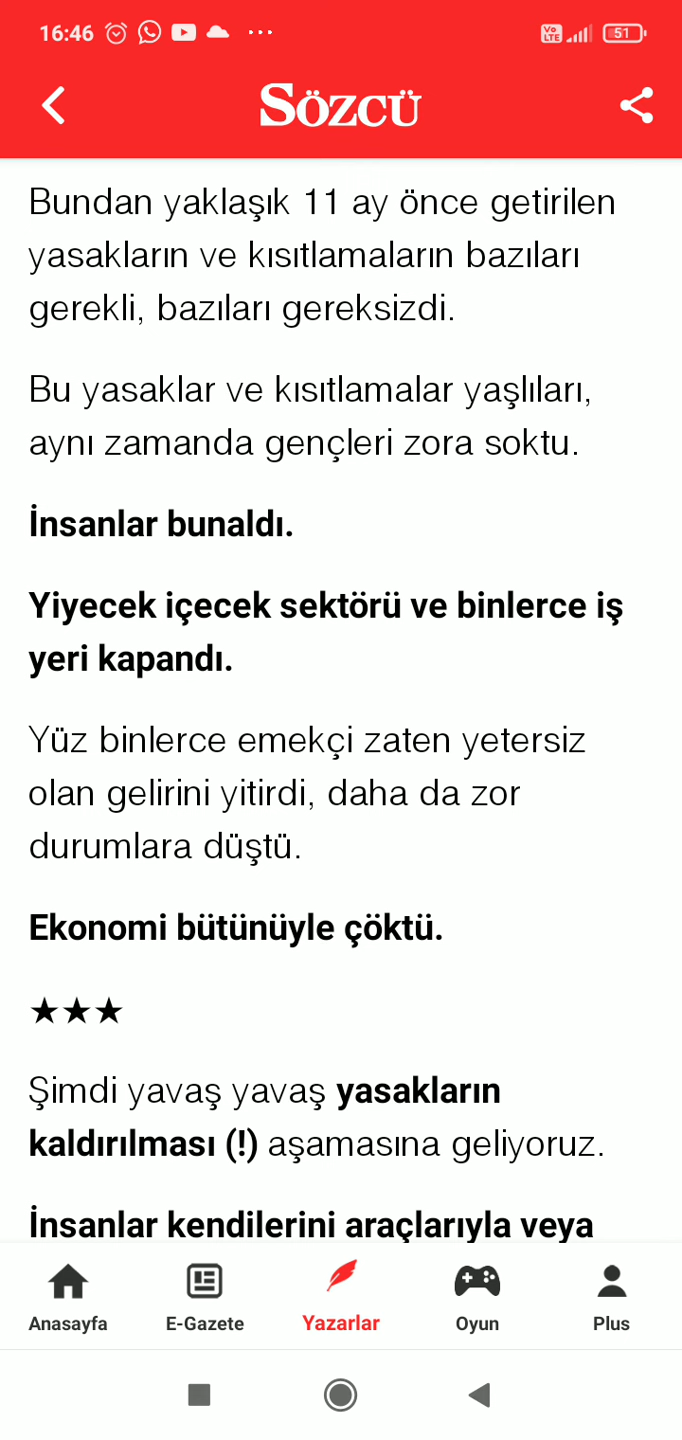 16:46
Vo LTE
51
SÖZCÜ
Bundan yaklaşık 11 ay önce getirilen
yasakların ve kısıtlamaların bazıları
gerekli, bazıları gereksizdi.
Bu yasaklar ve kısıtlamalar yaşlıları,
aynı zamanda gençleri zora soktu.
İnsanlar bunaldı.
Yiyecek içecek sektörü ve binlerce iş
yeri kapandı.
Yüz binlerce emekçi zaten yetersiz
olan gelirini yitirdi, daha da zor
durumlara düştü.
Ekonomi bütünüyle çöktü.
★★★
Şimdi yavaş yavaş yasakların
kaldırılması (!) aşamasına geliyoruz.
İnsanlar kendilerini araçlarıyla veya
Anasayfa
E-Gazete
Yazarlar
Oyun
Plus